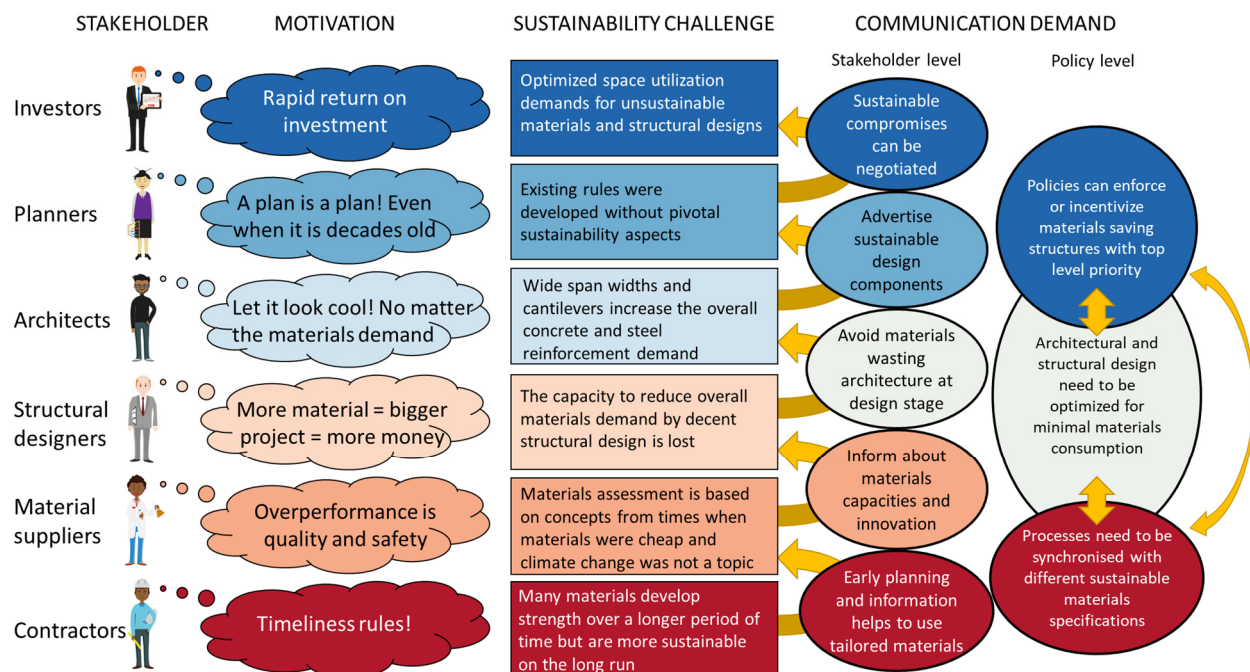 STAKEHOLDER
MOTIVATION
SUSTAINABILITY CHALLENGE
COMMUNICATION DEMAND
Stakeholder level
Policy level
Investors
Rapid return on
investment
Optimized space utilization
demands for unsustainable
materials and structural designs
Sustainable
compromises
can be
negotiated
Planners
A plan is a plan! Even
when it is decades old
Existing rules were
developed without pivotal
sustainability aspects
Advertise
sustainable
design
components
Architects
Let it look cool! No matter
the materials demand
Wide span widths and
cantilevers increase the overall
concrete and steel
reinforcement demand
Avoid materials
wasting
architecture at
design stage
Structural
designers
More material = bigger
project = more money
The capacity to reduce overall
materials demand by decent
structural design is lost
Inform about
materials
capacities and
innovation
Material
suppliers
Overperformance is
quality and safety
Materials assessment is based
on concepts from times when
materials were cheap and
climate change was not a topic
Early planning
and information
helps to use
tailored materials
Contractors
Timeliness rules!
Many materials develop
strength over a longer period of
time but are more sustainable
on the long run
Policies can enforce
or incentivize
materials saving
structures with top
level priority
Architectural and
structural design
need to be
optimized for
minimal materials
consumption
Processes need to be
synchronised with
different sustainable
materials
specifications